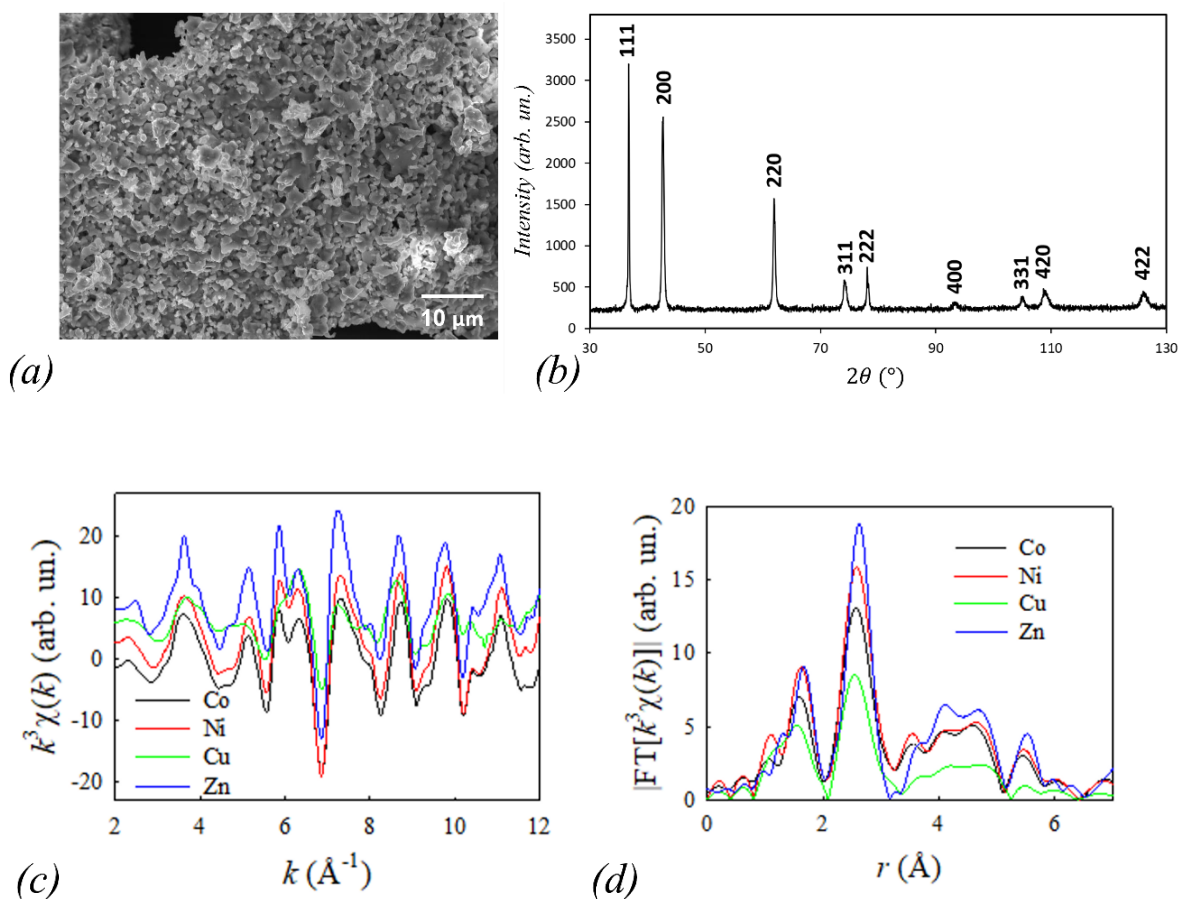 10 μm
(a)
Intensity (arb. un.)
3500
3000
2500
2000
1500
1000
500
0
111
200
220
311
222
400
331
420
422
30
50
70
90
110
130
2θ (°)
(b)
k³χ(k) (arb. un.)
20
10
0
-10
-20
Co
Ni
Cu
Zn
2
4
6
8
10
12
k (Å⁻¹)
(c)
|FT[k³χ(k)]| (arb. un.)
20
15
10
5
0
Co
Ni
Cu
Zn
0
2
4
6
r (Å)
(d)